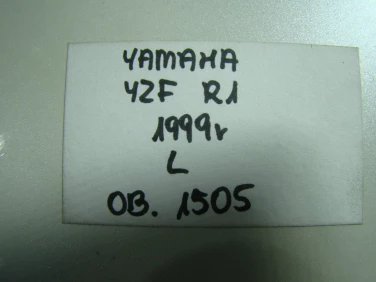 YAMAHA
YZF R1
1999r
L
OB. 1505